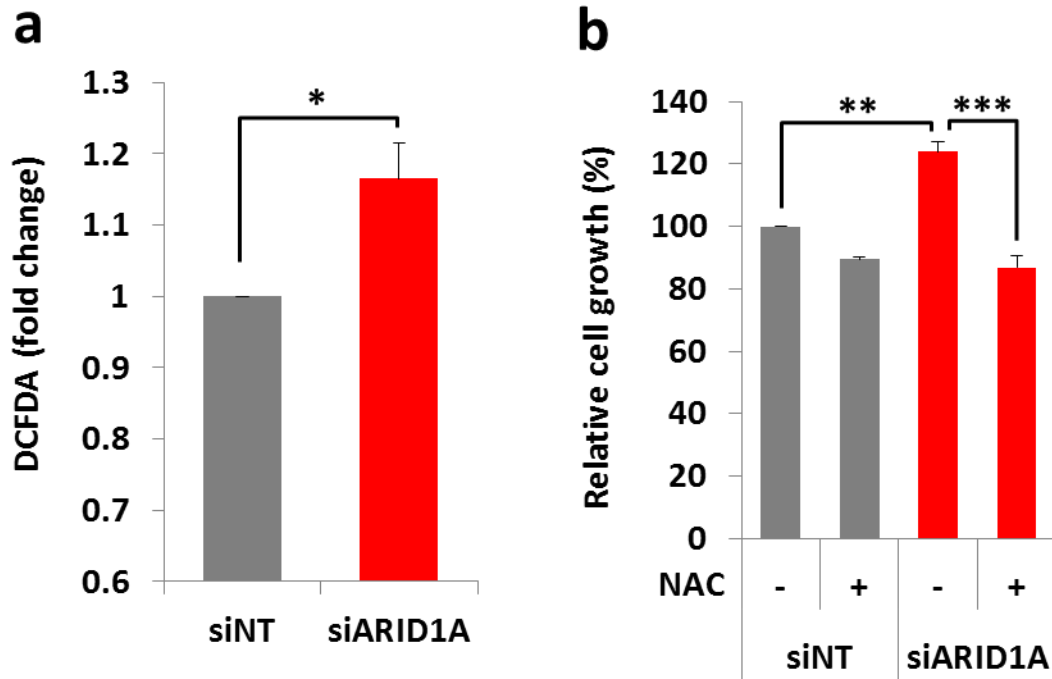 a
DCFDA (fold change)
1.3
1.2
1.1
1
0.9
0.8
0.7
0.6
*
siNT siARID1A
b
Relative cell growth (%)
140
120
100
80
60
40
20
0
** ***
NAC - + - +
siNT siARID1A